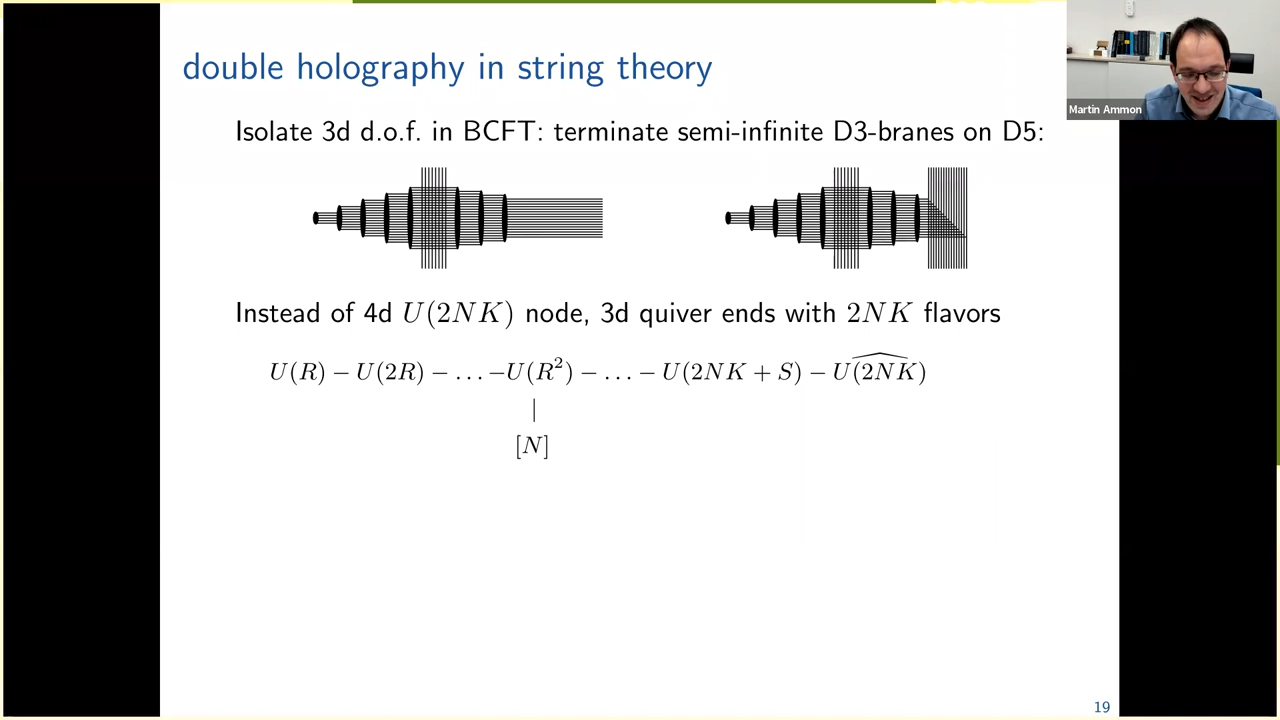 double holography in string theory
Martin Ammon
Isolate 3d d.o.f. in BCFT: terminate semi-infinite D3-branes on D5:
Instead of 4d U(2NK) node, 3d quiver ends with 2NK flavors
U(R) − U(2R) − . . . −U(R²) − . . . − U(2NK + S) − U(2NK)̂
|
[N]
19